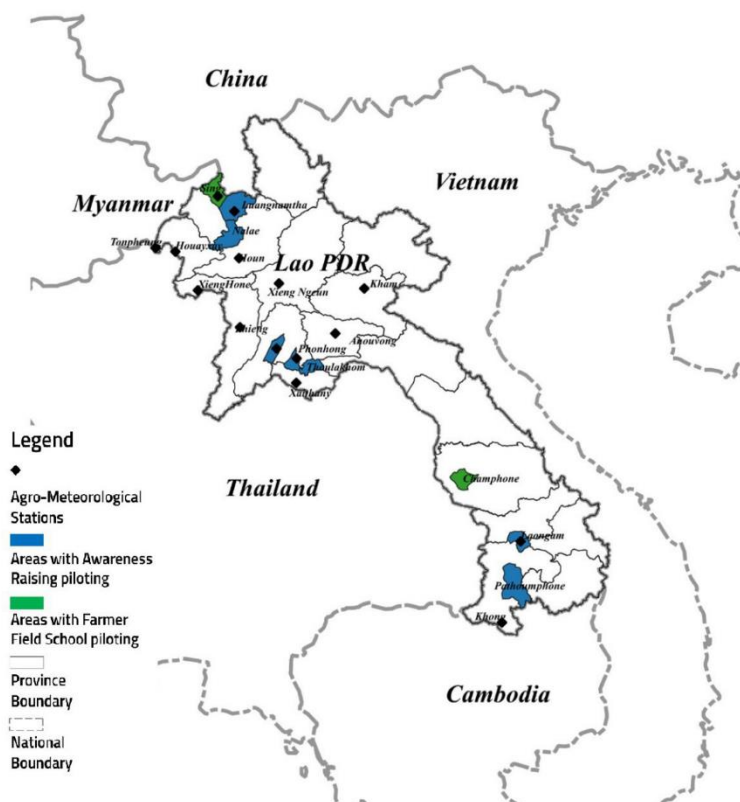 China
Vietnam
Myanmar
Sing
Luangnamtha
Nalae
Tonpheung
Houayxay
Houn
Lao PDR
XiengHone
Xieng Ngeun
Kham
Phieng
Anouvong
Phonhong
Thoulakhom
Xaithany
Legend
Agro-Meteorological
Stations
Areas with Awareness
Raising piloting
Areas with Farmer
Field School piloting
Province
Boundary
National
Boundary
Thailand
Champhone
Laongam
Pathoumphone
Khong
Cambodia